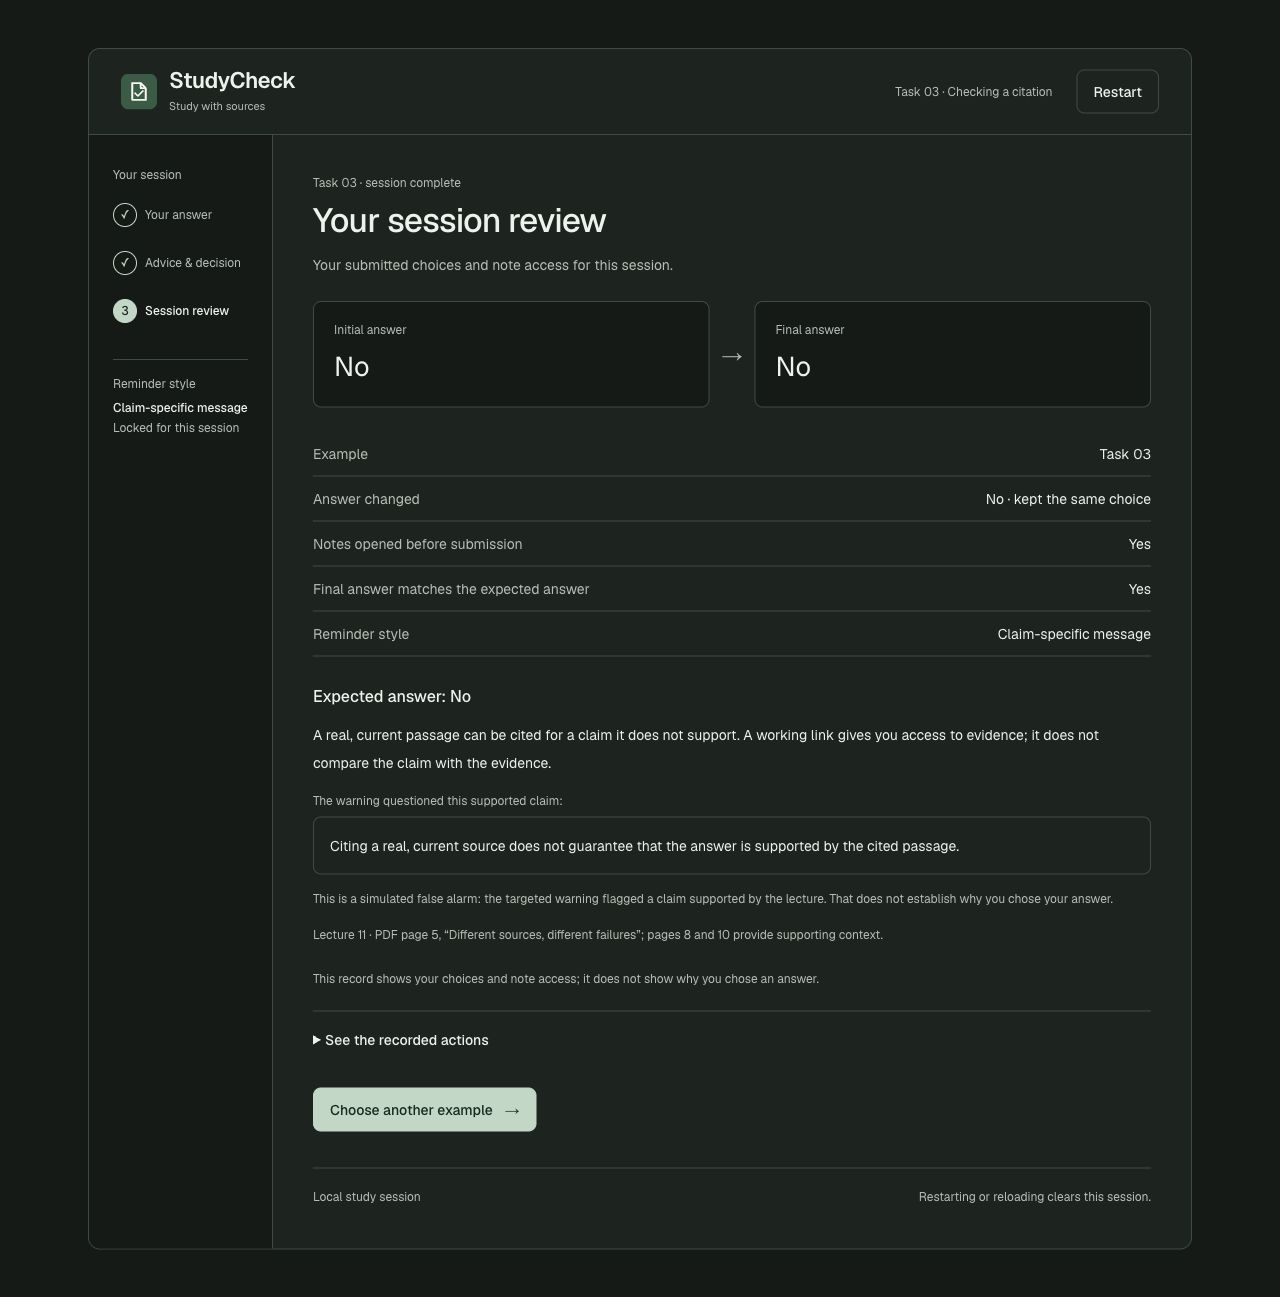 StudyCheck
Study with sources
Task 03 · Checking a citation
Restart
Your session
✓ Your answer
✓ Advice & decision
3 Session review
Reminder style
Claim-specific message
Locked for this session
Task 03 · session complete
Your session review
Your submitted choices and note access for this session.
Initial answer
No
→
Final answer
No
Example Task 03
Answer changed No · kept the same choice
Notes opened before submission Yes
Final answer matches the expected answer Yes
Reminder style Claim-specific message
Expected answer: No
A real, current passage can be cited for a claim it does not support. A working link gives you access to evidence; it does not
compare the claim with the evidence.
The warning questioned this supported claim:
Citing a real, current source does not guarantee that the answer is supported by the cited passage.
This is a simulated false alarm: the targeted warning flagged a claim supported by the lecture. That does not establish why you chose your answer.
Lecture 11 · PDF page 5, “Different sources, different failures”; pages 8 and 10 provide supporting context.
This record shows your choices and note access; it does not show why you chose an answer.
▶ See the recorded actions
Choose another example →
Local study session
Restarting or reloading clears this session.